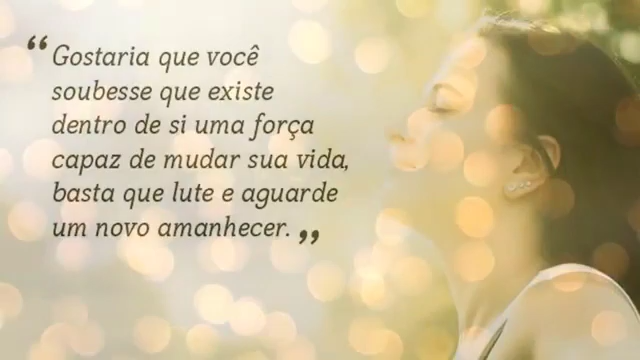 “Gostaria que você
soubesse que existe
dentro de si uma força
capaz de mudar sua vida,
basta que lute e aguarde
um novo amanhecer.”